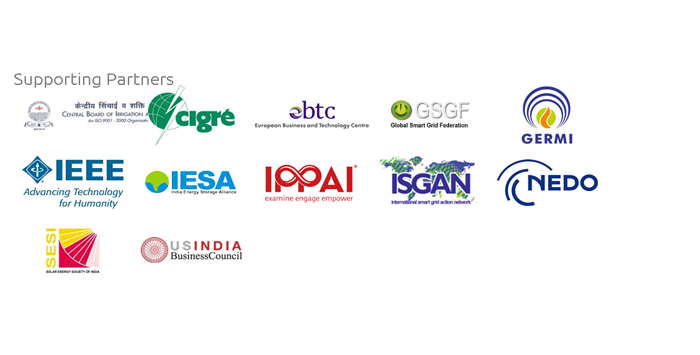 Supporting Partners
केन्द्रीय सिंचाई व शक्ति
CENTRAL BOARD OF IRRIGATION
An ISO 9001 : 2000 Organisati
cigré
ebtc
European Business and Technology Centre
GSGF
Global Smart Grid Federation
GERMI
IEEE
Advancing Technology
for Humanity
IESA
India Energy Storage Alliance
IPPAI
examine engage empower
ISGAN
international smart grid action network
NEDO
SESI
SOLAR ENERGY SOCIETY OF INDIA
USINDIA
BusinessCouncil